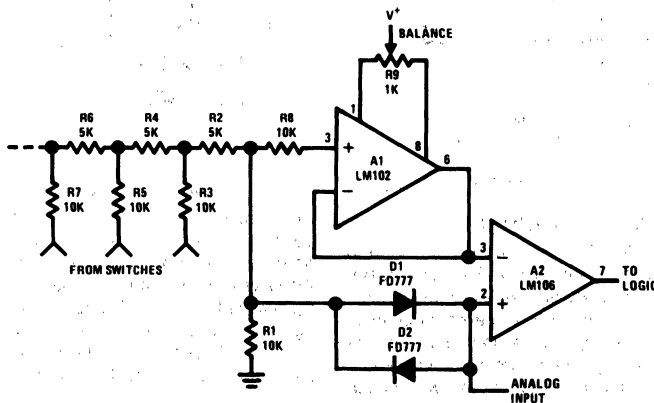 V+
BALANCE
R9
1K
1
8
R6
5K
R4
5K
R2
5K
R8
10K
3
+
A1
LM102
6
−
R7
10K
R5
10K
R3
10K
FROM SWITCHES
3
−
A2
LM106
7
TO
LOGIC
2
+
D1
FD777
R1
10K
D2
FD777
ANALOG
INPUT